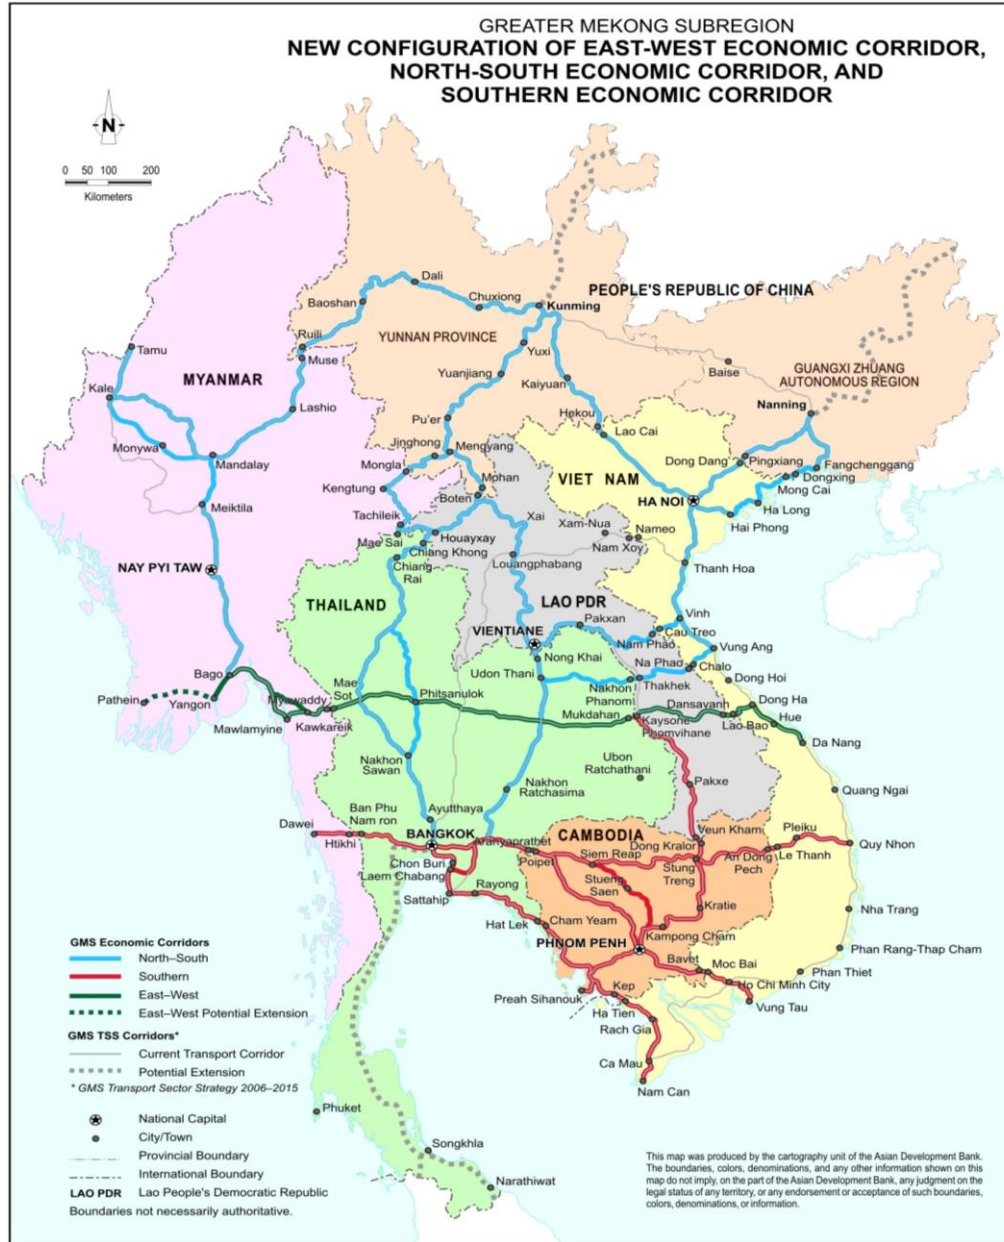 GREATER MEKONG SUBREGION
NEW CONFIGURATION OF EAST-WEST ECONOMIC CORRIDOR,
NORTH-SOUTH ECONOMIC CORRIDOR, AND
SOUTHERN ECONOMIC CORRIDOR
N
0 50 100 200
Kilometers
Dali
Baoshan
Chuxiong
Kunming
PEOPLE'S REPUBLIC OF CHINA
Ruili
YUNNAN PROVINCE
Tamu
Muse
Yuxi
MYANMAR
Yuanjiang
Kaiyuan
Baise
GUANGXI ZHUANG
AUTONOMOUS REGION
Kale
Lashio
Pu'er
Hekou
Nanning
Lao Cai
Monywa
Jinghong
Mengyang
Mandalay
Mongla
Dong Dang
Pingxiang
Fangchenggang
VIET NAM
Dongxing
Mohan
Mong Cai
Kengtung
Boten
HA NOI
Ha Long
Meiktila
Tachileik
Xai
Xam-Nua
Nameo
Hai Phong
Mae Sai
Houayxay
Nam Xoy
Chiang Khong
Chiang
Rai
Louangphabang
Thanh Hoa
NAY PYI TAW
THAILAND
LAO PDR
Pakxan
Vinh
VIENTIANE
Nam Phao
Cau Treo
Vung Ang
Nong Khai
Na Phao
Chalo
Bago
Udon Thani
Mae
Sot
Nakhon
Phanom
Thakhek
Dong Hoi
Pathein
Yangon
Myawaddy
Phitsanulok
Dansavanh
Dong Ha
Mukdahan
Kaysone
Phomvihane
Lao Bao
Hue
Mawlamyine
Kawkareik
Da Nang
Nakhon
Sawan
Ubon
Ratchathani
Pakxe
Nakhon
Ratchasima
Quang Ngai
Ban Phu
Nam ron
Ayutthaya
Dawei
BANGKOK
CAMBODIA
Veun Kham
Pleiku
Htikhi
Aranyaprathet
Dong Kralor
Quy Nhon
Poipet
Siem Reap
An Dong
Pech
Le Thanh
Chon Buri
Laem Chabang
Stueng
Saen
Stung
Treng
Rayong
Sattahip
Kratie
Hat Lek
Cham Yeam
Nha Trang
Kampong Cham
PHNOM PENH
Phan Rang-Thap Cham
Bavet
Moc Bai
Phan Thiet
Kep
Ho Chi Minh City
Preah Sihanouk
Vung Tau
Ha Tien
Rach Gia
Ca Mau
Nam Can
Phuket
Songkhla
Narathiwat
GMS Economic Corridors
North–South
Southern
East–West
East–West Potential Extension
GMS TSS Corridors*
Current Transport Corridor
Potential Extension
* GMS Transport Sector Strategy 2006–2015
National Capital
City/Town
Provincial Boundary
International Boundary
LAO PDR Lao People's Democratic Republic
Boundaries not necessarily authoritative.
This map was produced by the cartography unit of the Asian Development Bank.
The boundaries, colors, denominations, and any other information shown on this
map do not imply, on the part of the Asian Development Bank, any judgment on the
legal status of any territory, or any endorsement or acceptance of such boundaries,
colors, denominations, or information.